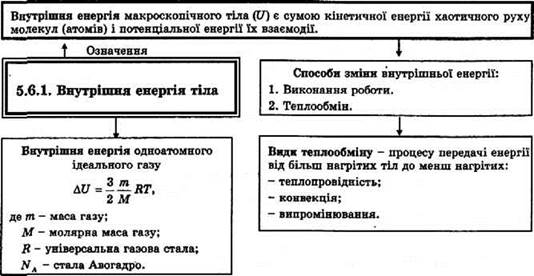 Внутрішня енергія макроскопічного тіла (U) є сумою кінетичної енергії хаотичного руху
молекул (атомів) і потенціальної енергії їх взаємодії.
Означення
5.6.1. Внутрішня енергія тіла
Способи зміни внутрішньої енергії:
1. Виконання роботи.
2. Теплообмін.
Внутрішня енергія одноатомного
ідеального газу
ΔU = 3/2 m/M RT,
де m – маса газу;
M – молярна маса газу;
R – універсальна газова стала;
N_A – стала Авогадро.
Види теплообміну – процесу передачі енергії
від більш нагрітих тіл до менш нагрітих:
– теплопровідність;
– конвекція;
– випромінювання.